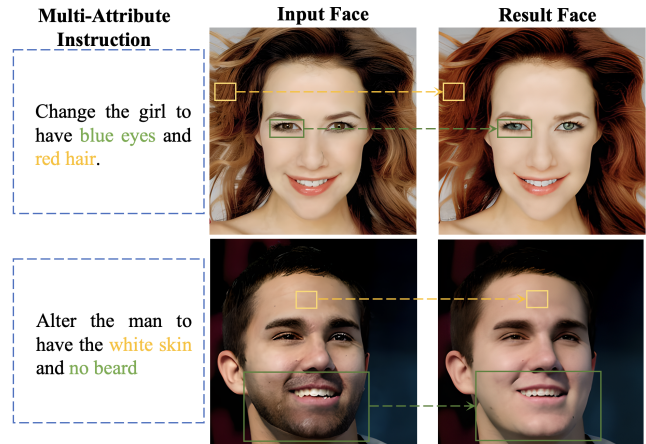 Multi-Attribute
Instruction
Input Face
Result Face
Change the girl to
have blue eyes and
red hair.
Alter the man to
have the white skin
and no beard